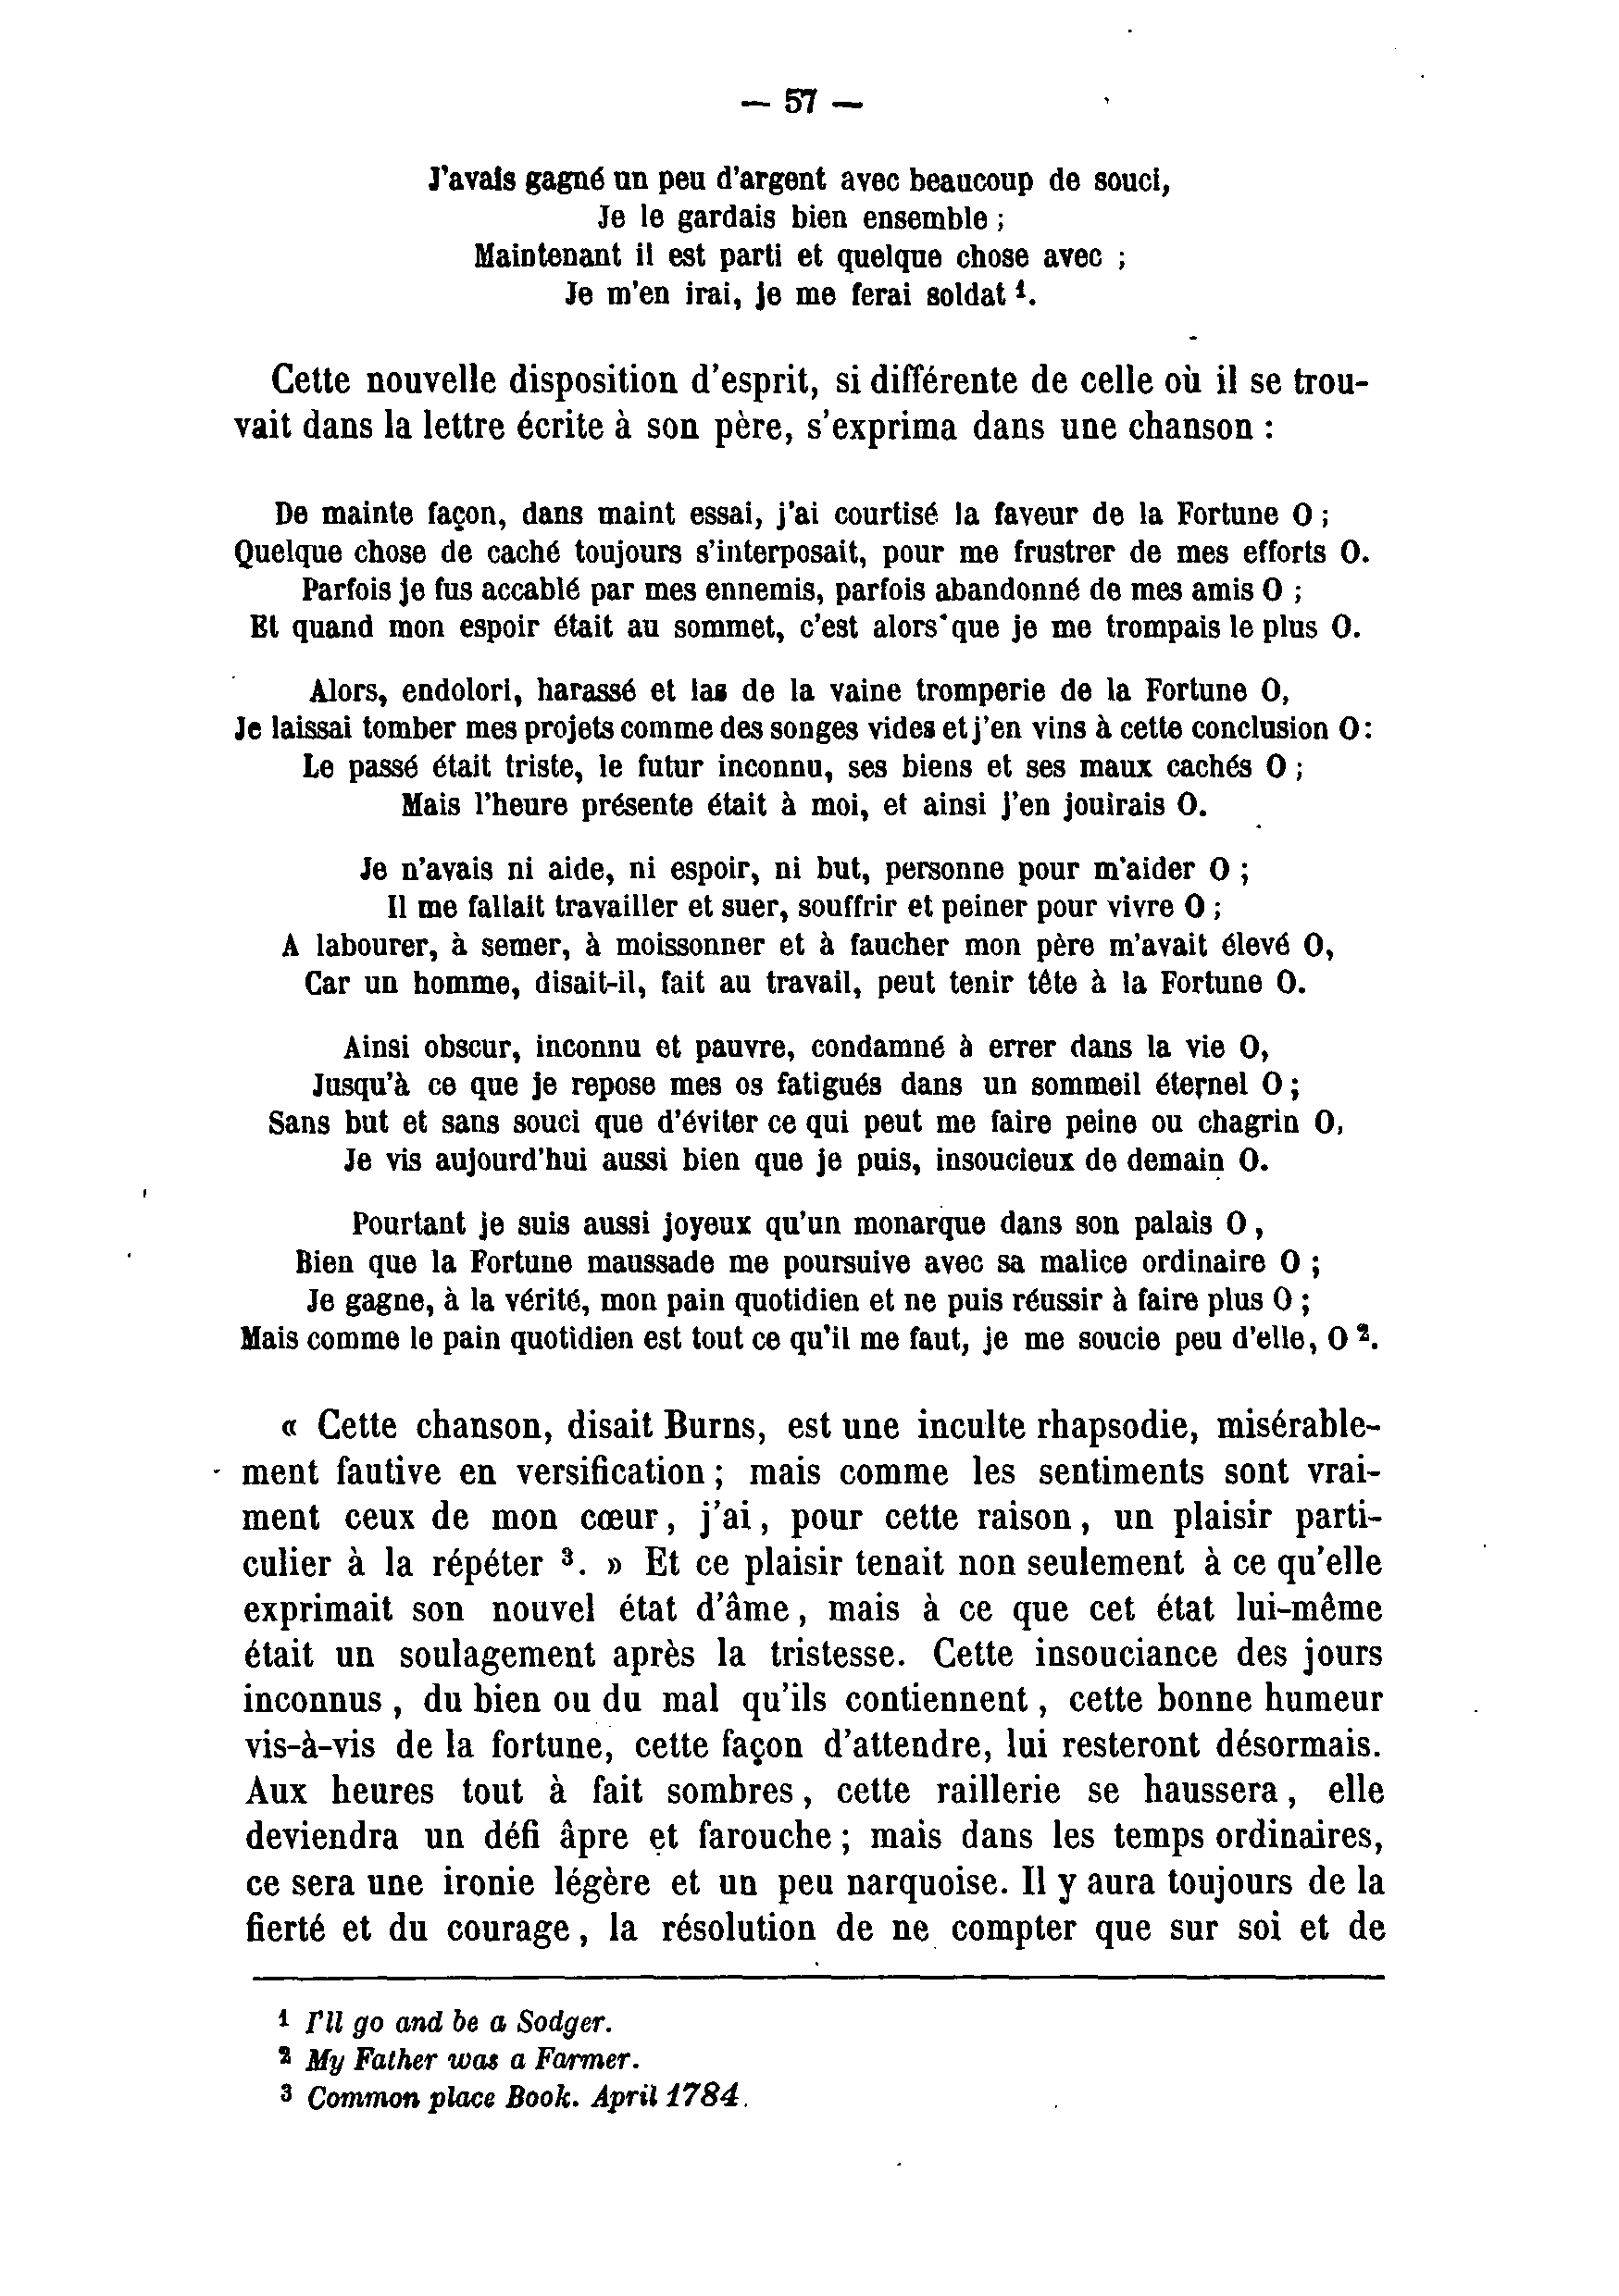 — 57 —
J'avais gagné un peu d'argent avec beaucoup de souci,
Je le gardais bien ensemble ;
Maintenant il est parti et quelque chose avec ;
Je m'en irai, je me ferai soldat ¹.
Cette nouvelle disposition d'esprit, si différente de celle où il se trou-
vait dans la lettre écrite à son père, s'exprima dans une chanson :
De mainte façon, dans maint essai, j'ai courtisé la faveur de la Fortune O ;
Quelque chose de caché toujours s'interposait, pour me frustrer de mes efforts O.
Parfois je fus accablé par mes ennemis, parfois abandonné de mes amis O ;
Et quand mon espoir était au sommet, c'est alors que je me trompais le plus O.
Alors, endolori, harassé et las de la vaine tromperie de la Fortune O,
Je laissai tomber mes projets comme des songes vides et j'en vins à cette conclusion O :
Le passé était triste, le futur inconnu, ses biens et ses maux cachés O ;
Mais l'heure présente était à moi, et ainsi j'en jouirais O.
Je n'avais ni aide, ni espoir, ni but, personne pour m'aider O ;
Il me fallait travailler et suer, souffrir et peiner pour vivre O ;
A labourer, à semer, à moissonner et à faucher mon père m'avait élevé O,
Car un homme, disait-il, fait au travail, peut tenir tête à la Fortune O.
Ainsi obscur, inconnu et pauvre, condamné à errer dans la vie O,
Jusqu'à ce que je repose mes os fatigués dans un sommeil éternel O ;
Sans but et sans souci que d'éviter ce qui peut me faire peine ou chagrin O,
Je vis aujourd'hui aussi bien que je puis, insoucieux de demain O.
Pourtant je suis aussi joyeux qu'un monarque dans son palais O ,
Bien que la Fortune maussade me poursuive avec sa malice ordinaire O ;
Je gagne, à la vérité, mon pain quotidien et ne puis réussir à faire plus O ;
Mais comme le pain quotidien est tout ce qu'il me faut, je me soucie peu d'elle, O ².
« Cette chanson, disait Burns, est une inculte rhapsodie, misérable-
ment fautive en versification ; mais comme les sentiments sont vrai-
ment ceux de mon cœur, j'ai, pour cette raison, un plaisir parti-
culier à la répéter ³. » Et ce plaisir tenait non seulement à ce qu'elle
exprimait son nouvel état d'âme, mais à ce que cet état lui-même
était un soulagement après la tristesse. Cette insouciance des jours
inconnus, du bien ou du mal qu'ils contiennent, cette bonne humeur
vis-à-vis de la fortune, cette façon d'attendre, lui resteront désormais.
Aux heures tout à fait sombres, cette raillerie se haussera, elle
deviendra un défi âpre et farouche ; mais dans les temps ordinaires,
ce sera une ironie légère et un peu narquoise. Il y aura toujours de la
fierté et du courage, la résolution de ne compter que sur soi et de
¹ I'll go and be a Sodger.
² My Father was a Farmer.
³ Common place Book. April 1784.